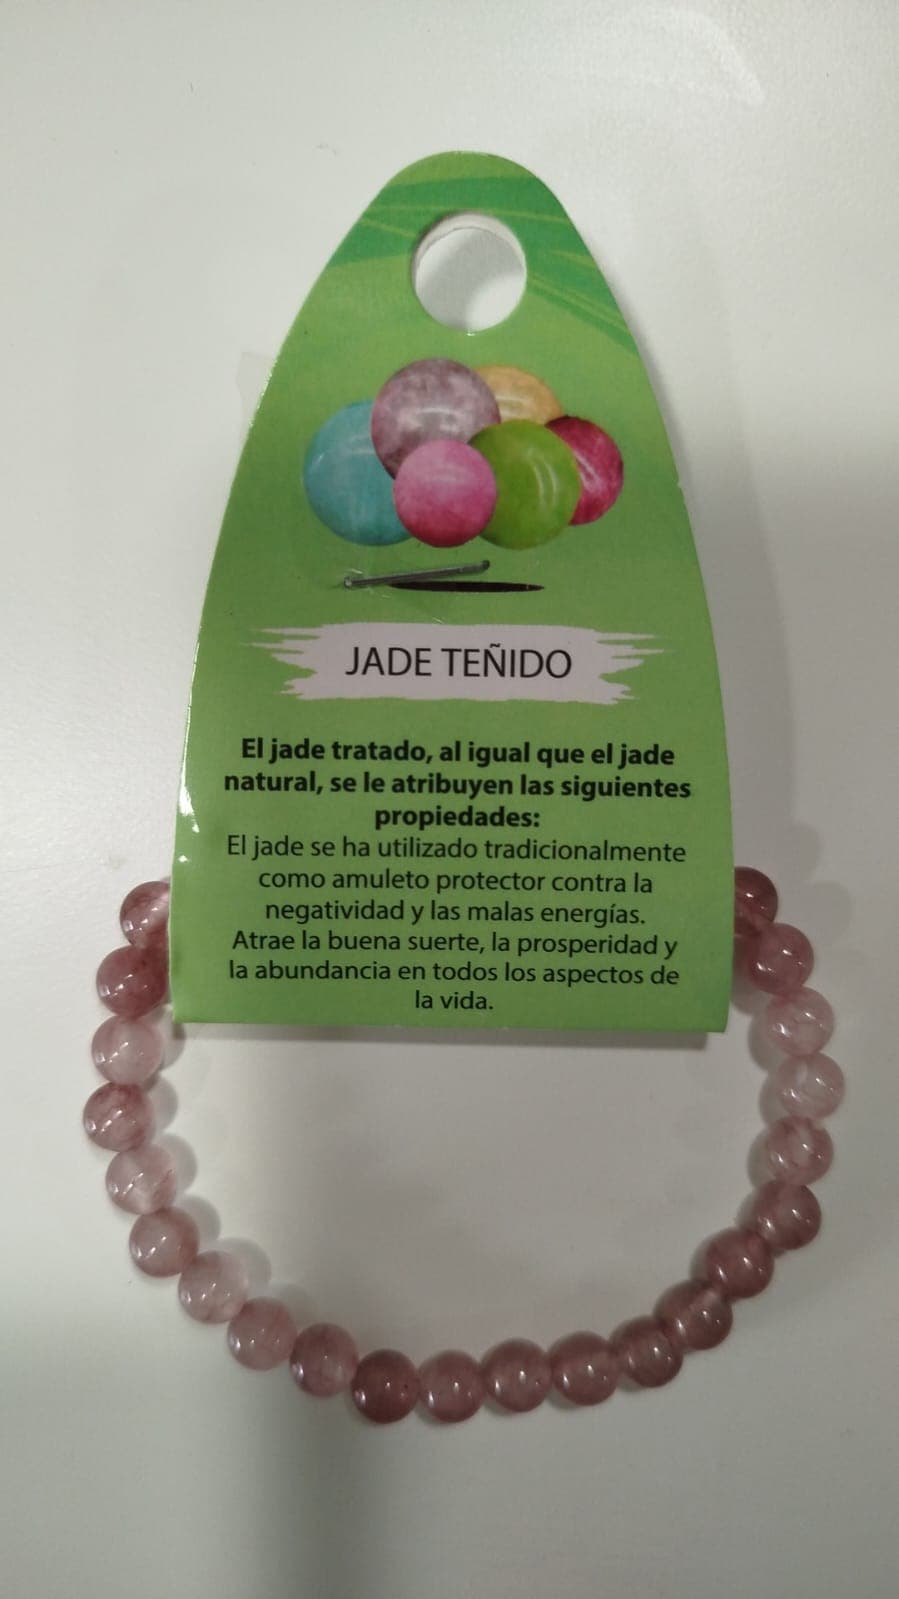 JADE TEÑIDO
El jade tratado, al igual que el jade
natural, se le atribuyen las siguientes
propiedades:
El jade se ha utilizado tradicionalmente
como amuleto protector contra la
negatividad y las malas energías.
Atrae la buena suerte, la prosperidad y
la abundancia en todos los aspectos de
la vida.